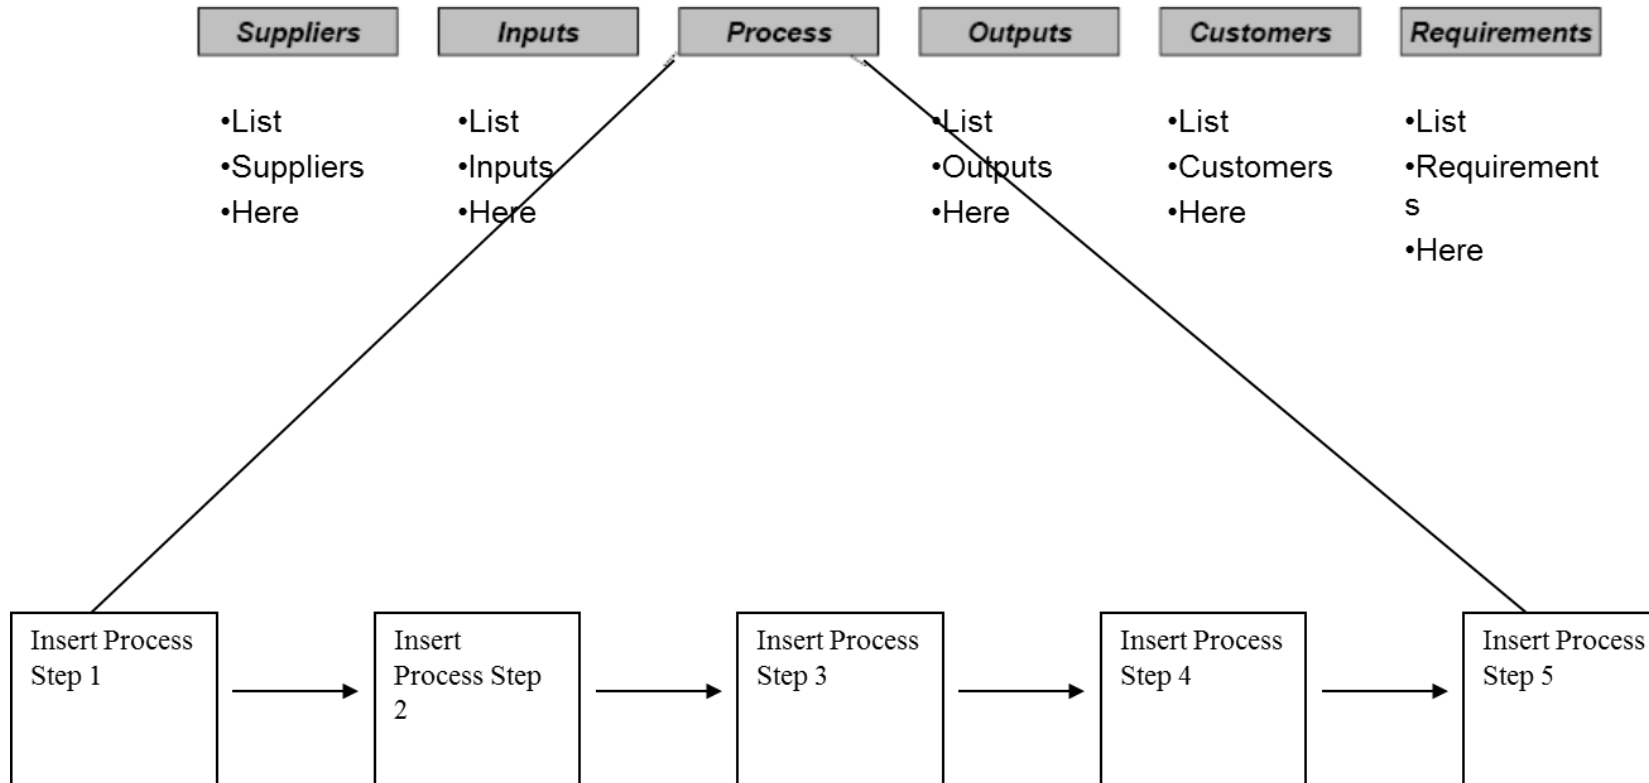 Suppliers Inputs Process Outputs Customers Requirements
•List
•Suppliers
•Here
•List
•Inputs
•Here
•List
•Outputs
•Here
•List
•Customers
•Here
•List
•Requirement
s
•Here
Insert Process
Step 1
Insert
Process Step
2
Insert Process
Step 3
Insert Process
Step 4
Insert Process
Step 5